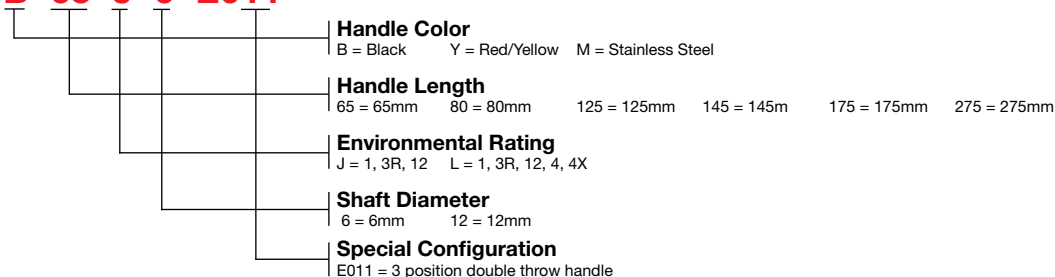 Handle Color
B = Black Y = Red/Yellow M = Stainless Steel
Handle Length
65 = 65mm 80 = 80mm 125 = 125mm 145 = 145m 175 = 175mm 275 = 275mm
Environmental Rating
J = 1, 3R, 12 L = 1, 3R, 12, 4, 4X
Shaft Diameter
6 = 6mm 12 = 12mm
Special Configuration
E011 = 3 position double throw handle